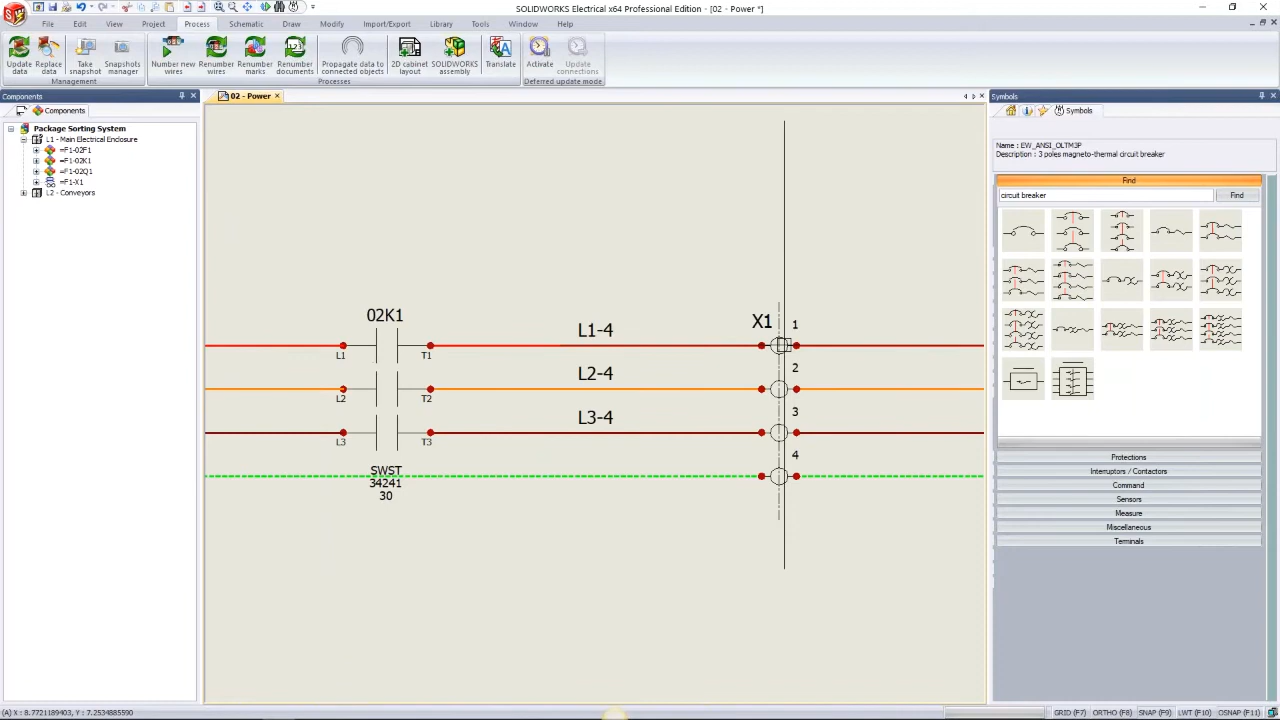 SOLIDWORKS Electrical x64 Professional Edition - [02 - Power *]
File Edit View Project Process Schematic Draw Modify Import/Export Library Tools Window Help
Update data
Replace data
Take snapshot
Snapshots manager
Number new wires
Renumber wires
Renumber marks
Renumber documents
Propagate data to connected objects
2D cabinet layout
SOLIDWORKS assembly
Translate
Activate
Update connections
Management
Processes
Deferred update mode
Components
02 - Power
Symbols
Components
Symbols
Package Sorting System
L1 - Main Electrical Enclosure
=F1-02F1
=F1-02K1
=F1-02Q1
=F1-X1
L2 - Conveyors
Name : EW_ANSI_OLTM3P
Description : 3 poles magneto-thermal circuit breaker
Find
circuit breaker Find
Protections
Interruptors / Contactors
Command
Sensors
Measure
Miscellaneous
Terminals
02K1
X1
1
L1-4
L1 T1
2
L2-4
L2 T2
3
L3-4
L3 T3
4
SWST
34241
30
(A) X : 8.7721189403, Y : 7.2534885590
GRID (F7) ORTHO (F8) SNAP (F9) LWT (F10) OSNAP (F11)